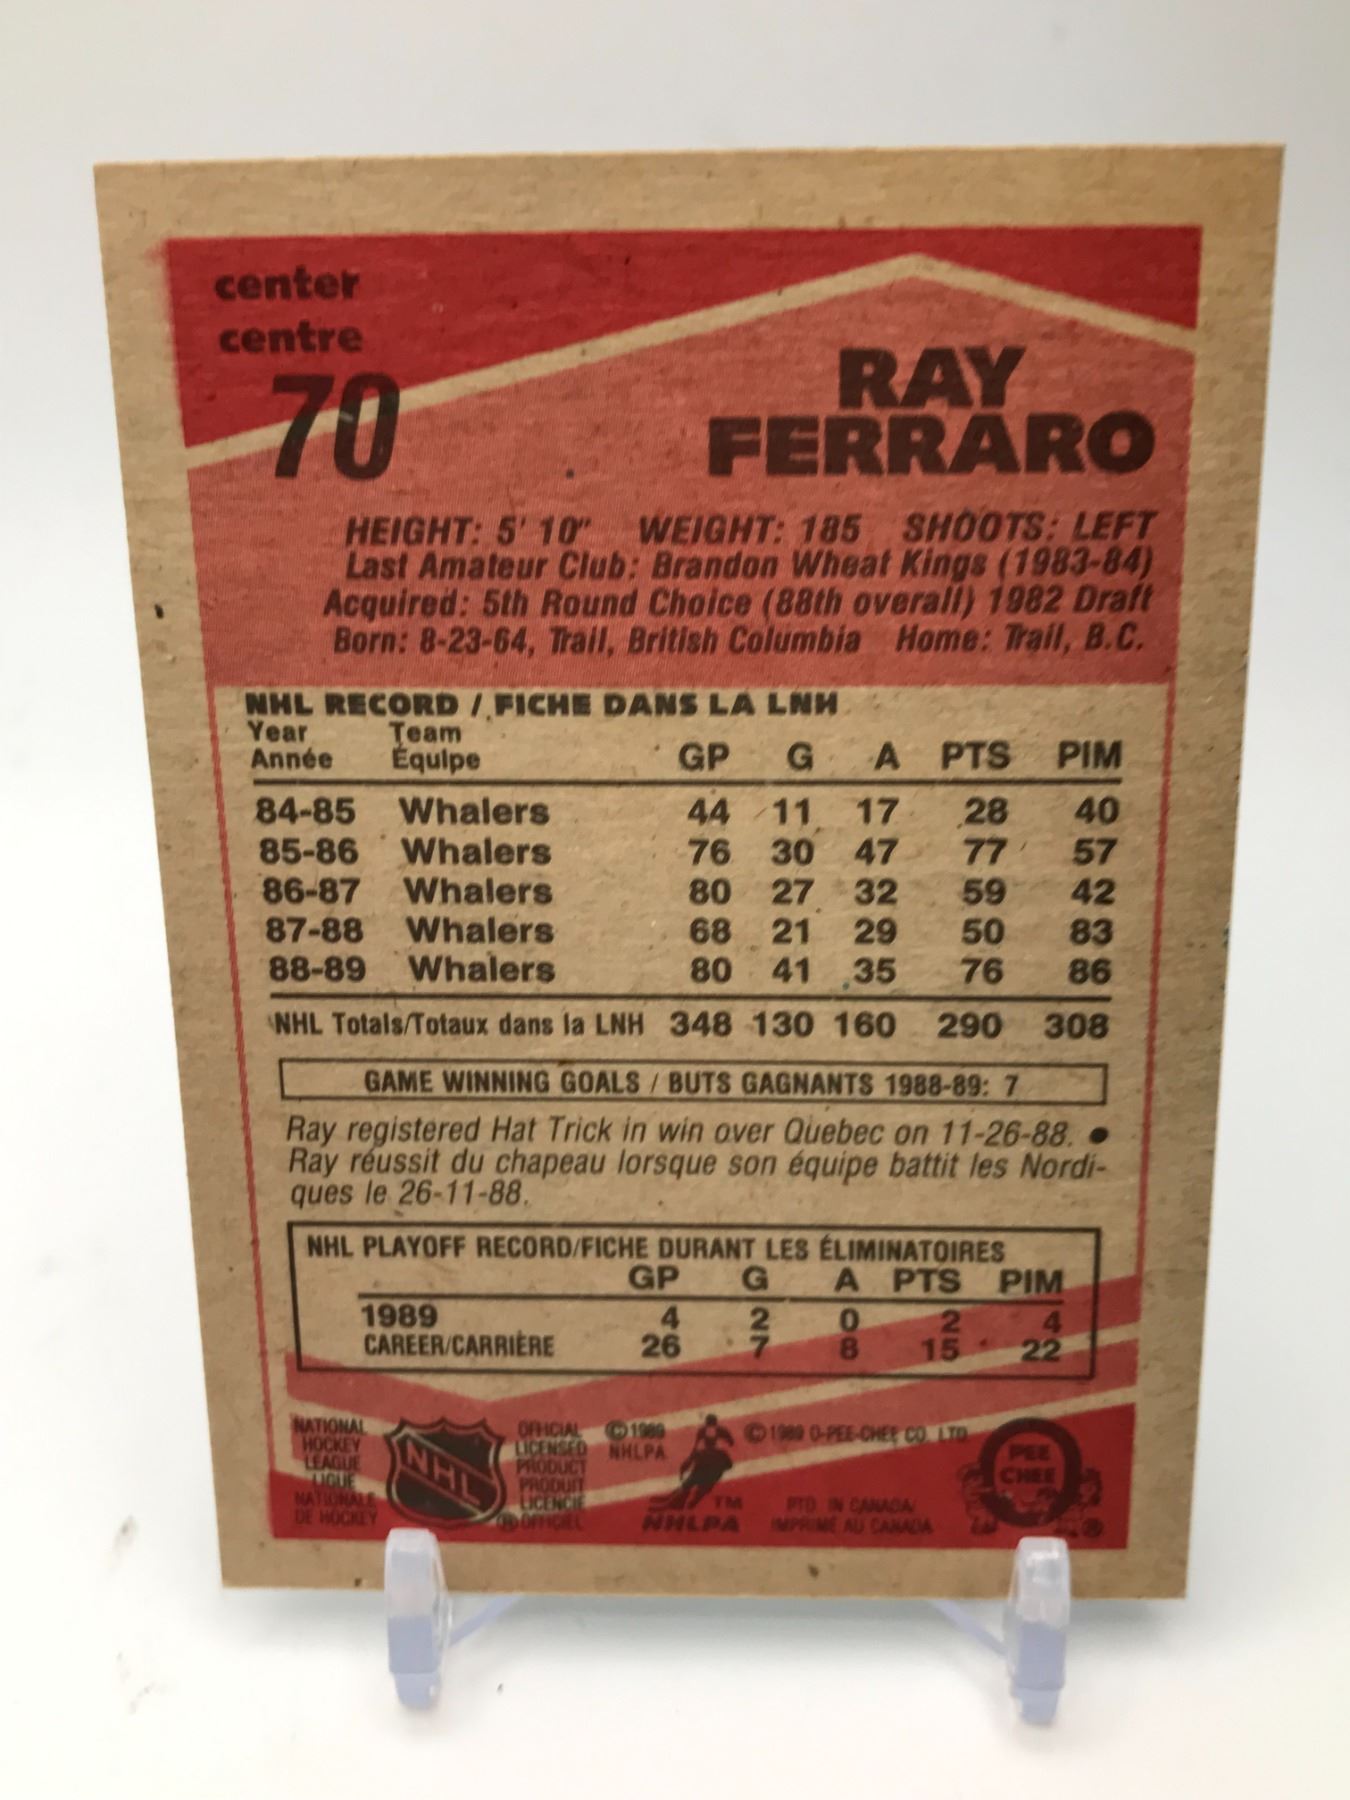 center
centre
70
RAY
FERRARO
HEIGHT: 5' 10" WEIGHT: 185 SHOOTS: LEFT
Last Amateur Club: Brandon Wheat Kings (1983-84)
Acquired: 5th Round Choice (88th overall) 1982 Draft
Born: 8-23-64, Trail, British Columbia Home: Trail, B.C.
NHL RECORD / FICHE DANS LA LNH
Year Team
Année Équipe GP G A PTS PIM
84-85 Whalers 44 11 17 28 40
85-86 Whalers 76 30 47 77 57
86-87 Whalers 80 27 32 59 42
87-88 Whalers 68 21 29 50 83
88-89 Whalers 80 41 35 76 86
NHL Totals/Totaux dans la LNH 348 130 160 290 308
GAME WINNING GOALS / BUTS GAGNANTS 1988-89: 7
Ray registered Hat Trick in win over Quebec on 11-26-88. ●
Ray réussit du chapeau lorsque son équipe battit les Nordi-
ques le 26-11-88.
NHL PLAYOFF RECORD/FICHE DURANT LES ÉLIMINATOIRES
GP G A PTS PIM
1989 4 2 0 2 4
CAREER/CARRIÈRE 26 7 8 15 22
NATIONAL
HOCKEY
LEAGUE
LIGUE
NATIONALE
DE HOCKEY
NHL
OFFICIAL
LICENSED
PRODUCT
PRODUIT
LICENCIÉ
® OFFICIEL
©1989
NHLPA
TM
NHLPA
©1989 O-PEE-CHEE CO. LTD.
PTD. IN CANADA/
IMPRIMÉ AU CANADA
O
PEE
CHEE
®